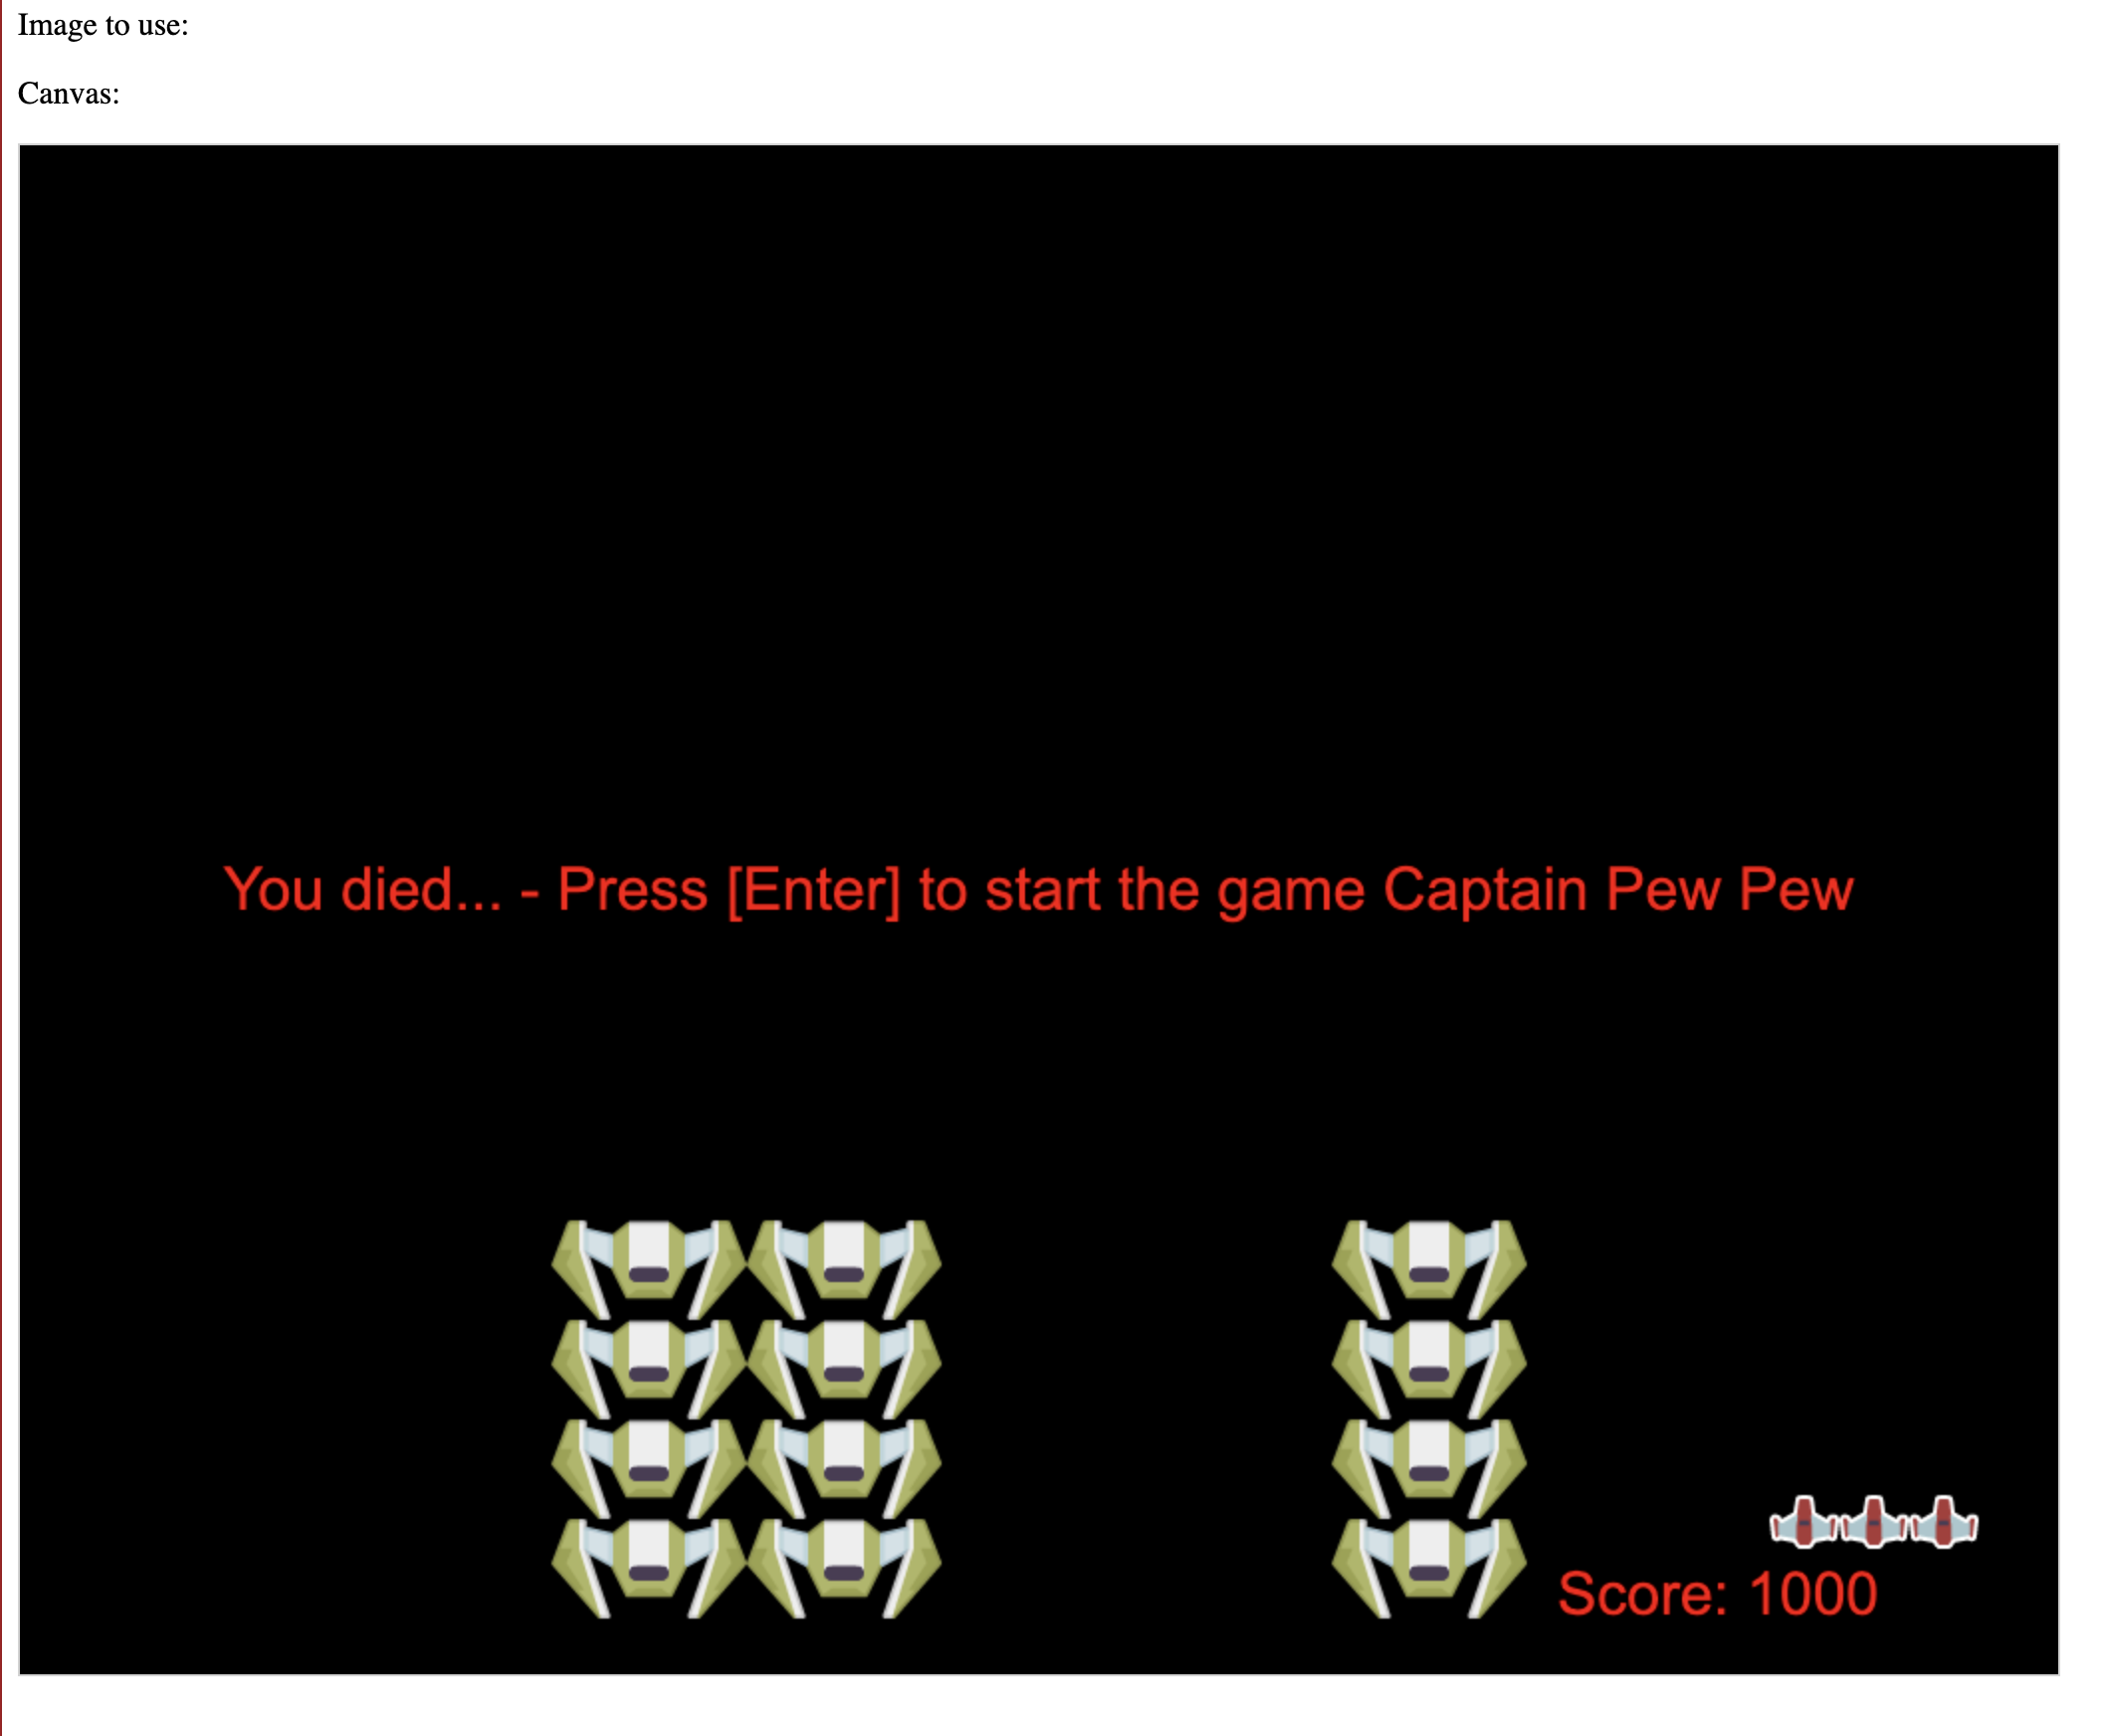 Image to use:
Canvas:
You died... - Press [Enter] to start the game Captain Pew Pew
Score: 1000